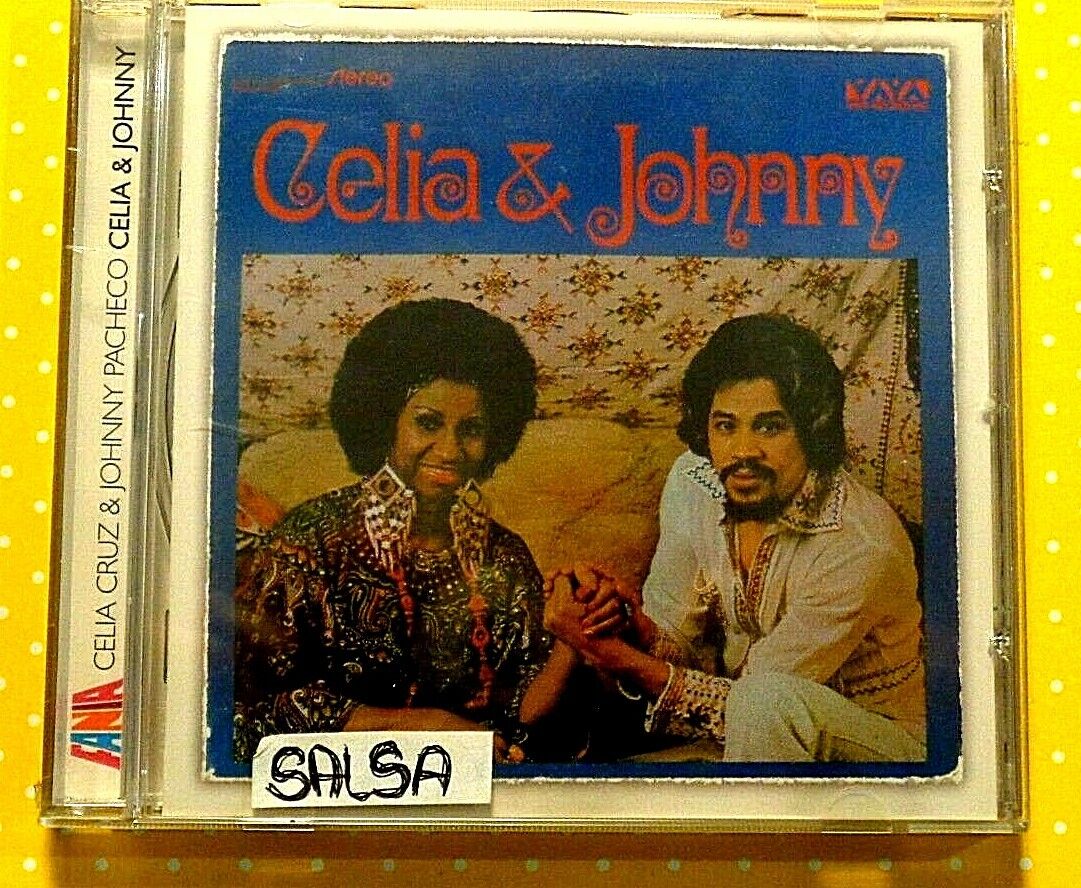 CELIA CRUZ & JOHNNY PACHECO CELIA & JOHNNY
FANIA
stereo
VAYA
Celia & Johnny
SALSA